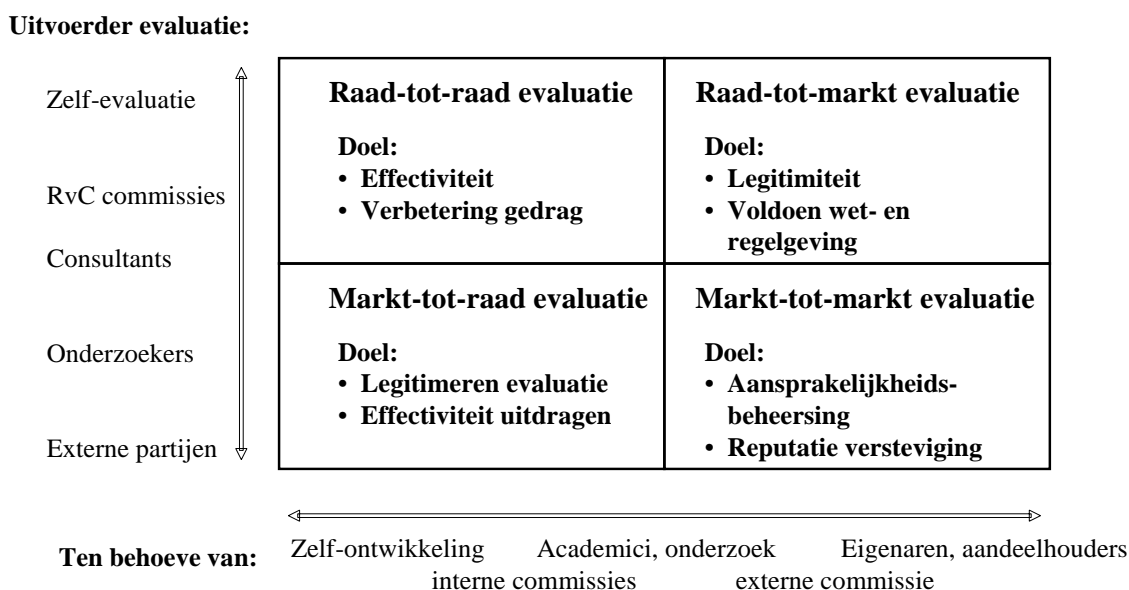 Uitvoerder evaluatie:
Zelf-evaluatie
RvC commissies
Consultants
Onderzoekers
Externe partijen
Raad-tot-raad evaluatie
Doel:
• Effectiviteit
• Verbetering gedrag
Raad-tot-markt evaluatie
Doel:
• Legitimiteit
• Voldoen wet- en
regelgeving
Markt-tot-raad evaluatie
Doel:
• Legitimeren evaluatie
• Effectiviteit uitdragen
Markt-tot-markt evaluatie
Doel:
• Aansprakelijkheids-
beheersing
• Reputatie versteviging
Ten behoeve van:
Zelf-ontwikkeling Academici, onderzoek Eigenaren, aandeelhouders
interne commissies externe commissie